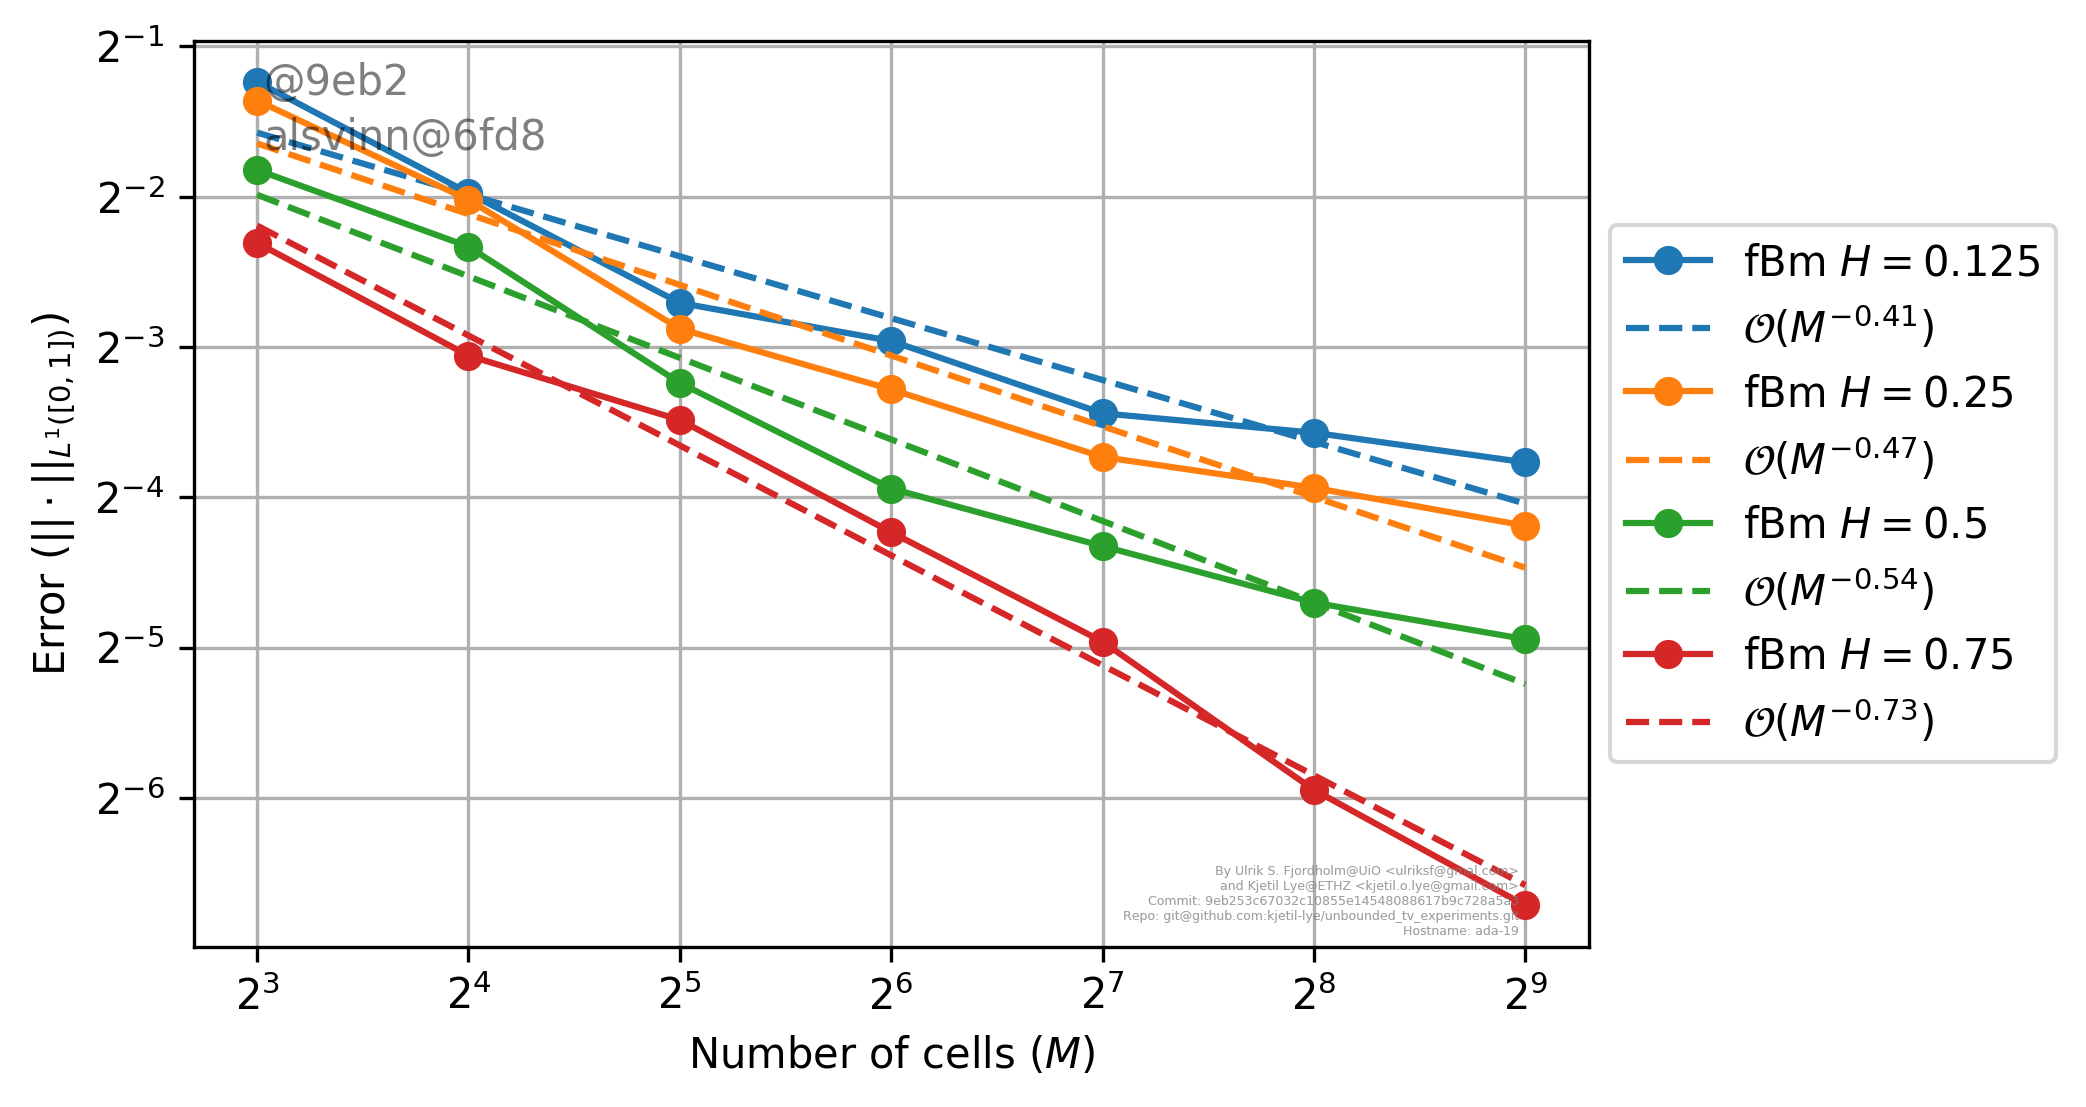 2^{-1}
2^{-2}
2^{-3}
2^{-4}
2^{-5}
2^{-6}
Error (||·||_{L^1([0,1])})
@9eb2
alsvinn@6fd8
By Ulrik S. Fjordholm@UiO <ulriksf@gmail.com>
and Kjetil Lye@ETHZ <kjetil.o.lye@gmail.com>
Commit: 9eb253c67032c10855e14548088617b9c728a5a3
Repo: git@github.com:kjetil-lye/unbounded_tv_experiments.git
Hostname: ada-19
2^3 2^4 2^5 2^6 2^7 2^8 2^9
Number of cells (M)
fBm H = 0.125
𝒪(M^{-0.41})
fBm H = 0.25
𝒪(M^{-0.47})
fBm H = 0.5
𝒪(M^{-0.54})
fBm H = 0.75
𝒪(M^{-0.73})